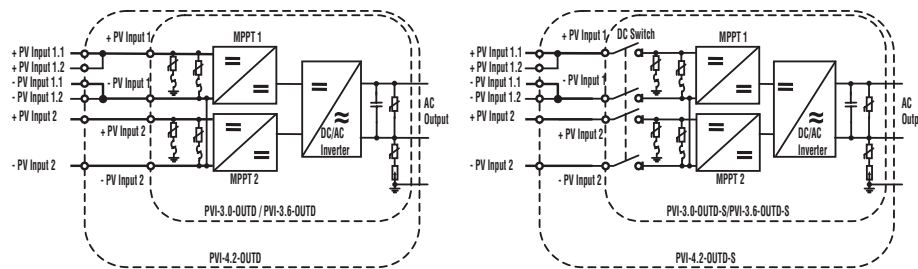 + PV Input 1
MPPT 1
+ PV Input 1.1
+ PV Input 1.2
- PV Input 1.1
- PV Input 1
- PV Input 1.2
+ PV Input 2
+ PV Input 2
DC/AC
Inverter
AC
Output
- PV Input 2
- PV Input 2
MPPT 2
PVI-3.0-OUTD / PVI-3.6-OUTD
PVI-4.2-OUTD
+ PV Input 1
DC Switch
MPPT 1
+ PV Input 1.1
+ PV Input 1.2
- PV Input 1.1
- PV Input 1
- PV Input 1.2
+ PV Input 2
+ PV Input 2
DC/AC
Inverter
AC
Output
- PV Input 2
- PV Input 2
MPPT 2
PVI-3.0-OUTD-S/PVI-3.6-OUTD-S
PVI-4.2-OUTD-S